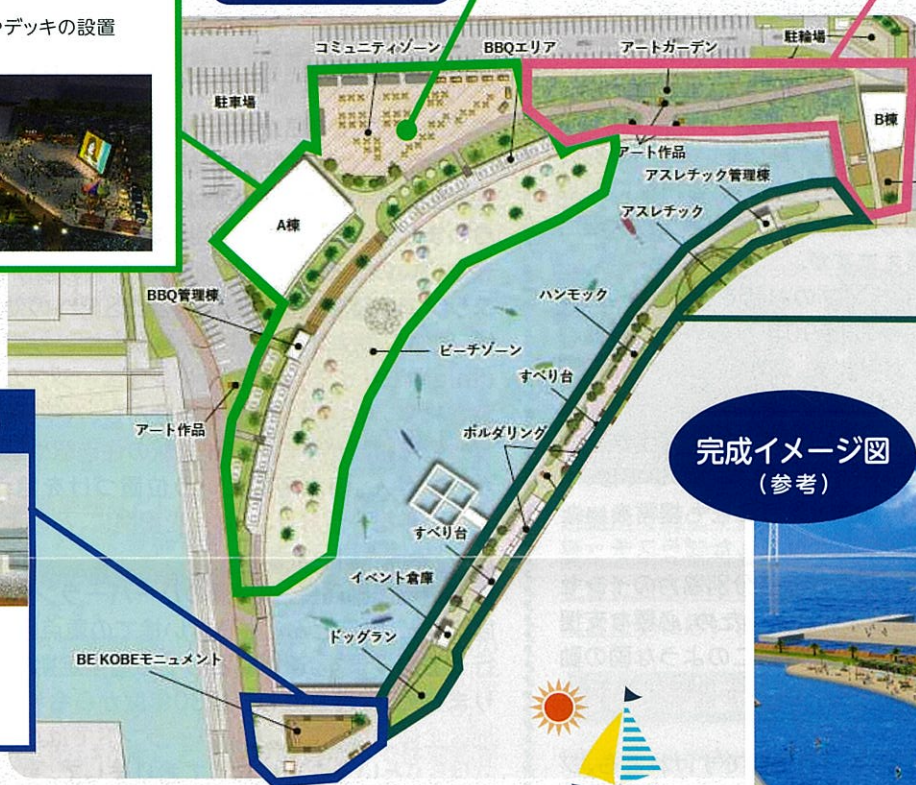 デッキの設置
コミュニティゾーン
BBQエリア
アートガーデン
駐輪場
駐車場
B棟
アート作品
アスレチック管理棟
アスレチック
A棟
ハンモック
BBQ管理棟
ビーチゾーン
すべり台
アート作品
ボルダリング
完成イメージ図
(参考)
すべり台
イベント倉庫
ドッグラン
BE KOBEモニュメント